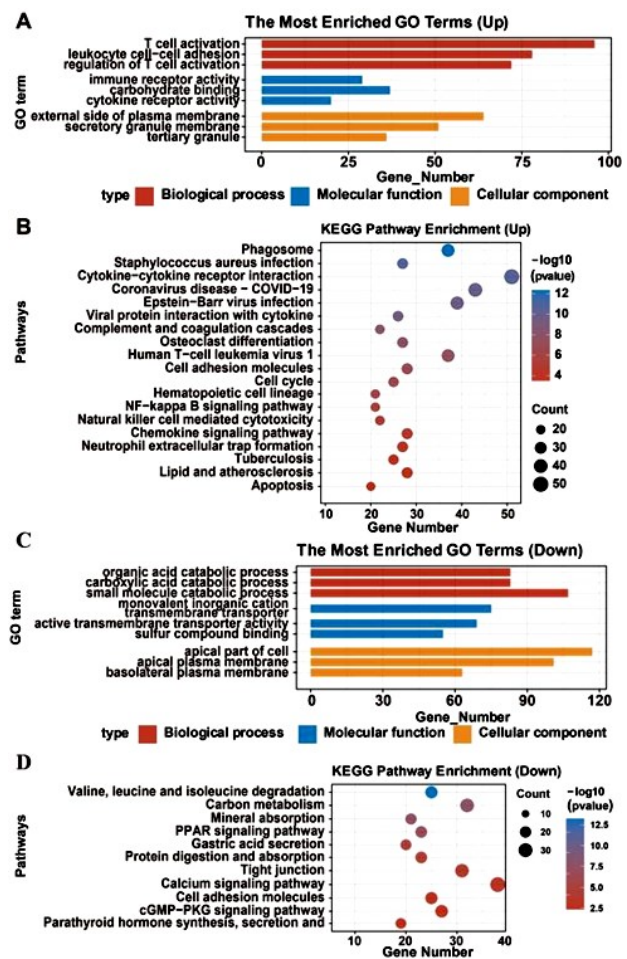 A
The Most Enriched GO Terms (Up)
GO term
T cell activation
leukocyte cell-cell adhesion
regulation of T cell activation
immune receptor activity
carbohydrate binding
cytokine receptor activity
external side of plasma membrane
secretory granule membrane
tertiary granule
0 25 50 75 100
Gene_Number
type Biological process Molecular function Cellular component
B
KEGG Pathway Enrichment (Up)
Pathways
Phagosome
Staphylococcus aureus infection
Cytokine-cytokine receptor interaction
Coronavirus disease - COVID-19
Epstein-Barr virus infection
Viral protein interaction with cytokine
Complement and coagulation cascades
Osteoclast differentiation
Human T-cell leukemia virus 1
Cell adhesion molecules
Cell cycle
Hematopoietic cell lineage
NF-kappa B signaling pathway
Natural killer cell mediated cytotoxicity
Chemokine signaling pathway
Neutrophil extracellular trap formation
Tuberculosis
Lipid and atherosclerosis
Apoptosis
10 20 30 40 50
Gene Number
-log10
(pvalue)
12
10
8
6
4
Count
20
30
40
50
C
The Most Enriched GO Terms (Down)
GO term
organic acid catabolic process
carboxylic acid catabolic process
small molecule catabolic process
monovalent inorganic cation
transmembrane transporter
active transmembrane transporter activity
sulfur compound binding
apical part of cell
apical plasma membrane
basolateral plasma membrane
0 30 60 90 120
Gene_Number
type Biological process Molecular function Cellular component
D
KEGG Pathway Enrichment (Down)
Pathways
Valine, leucine and isoleucine degradation
Carbon metabolism
Mineral absorption
PPAR signaling pathway
Gastric acid secretion
Protein digestion and absorption
Tight junction
Calcium signaling pathway
Cell adhesion molecules
cGMP-PKG signaling pathway
Parathyroid hormone synthesis, secretion and
10 20 30 40
Gene Number
Count
10
20
30
-log10
(pvalue)
12.5
10.0
7.5
5.0
2.5